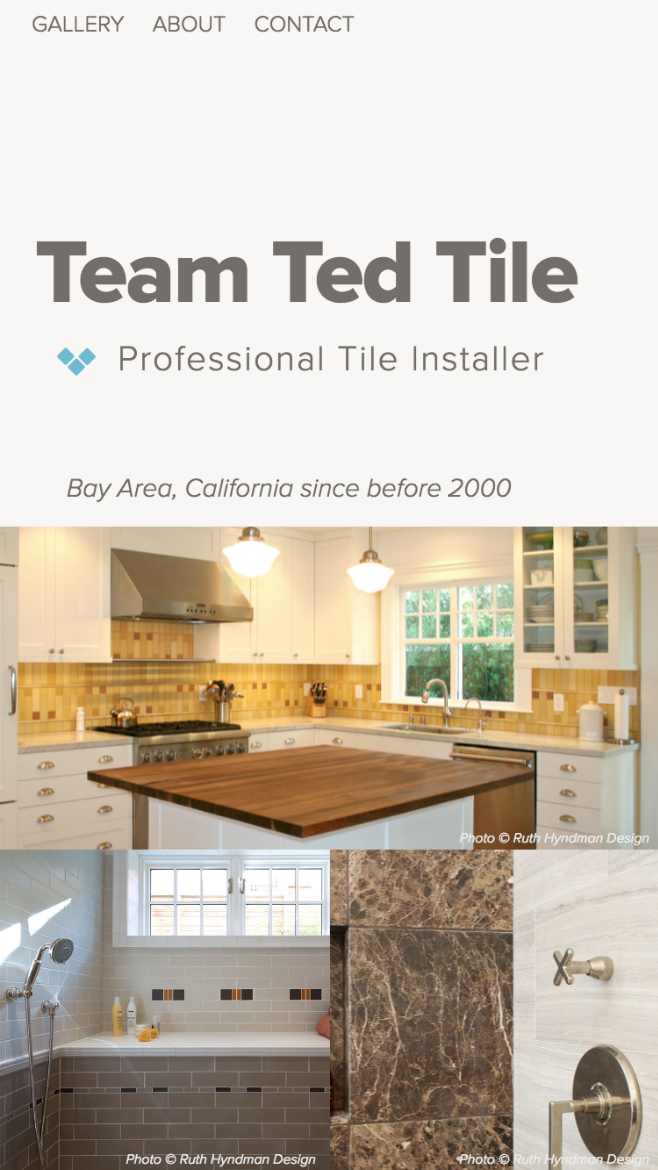 GALLERY ABOUT CONTACT
Team Ted Tile
Professional Tile Installer
Bay Area, California since before 2000
Photo © Ruth Hyndman Design
Photo © Ruth Hyndman Design
Photo © Ruth Hyndman Design